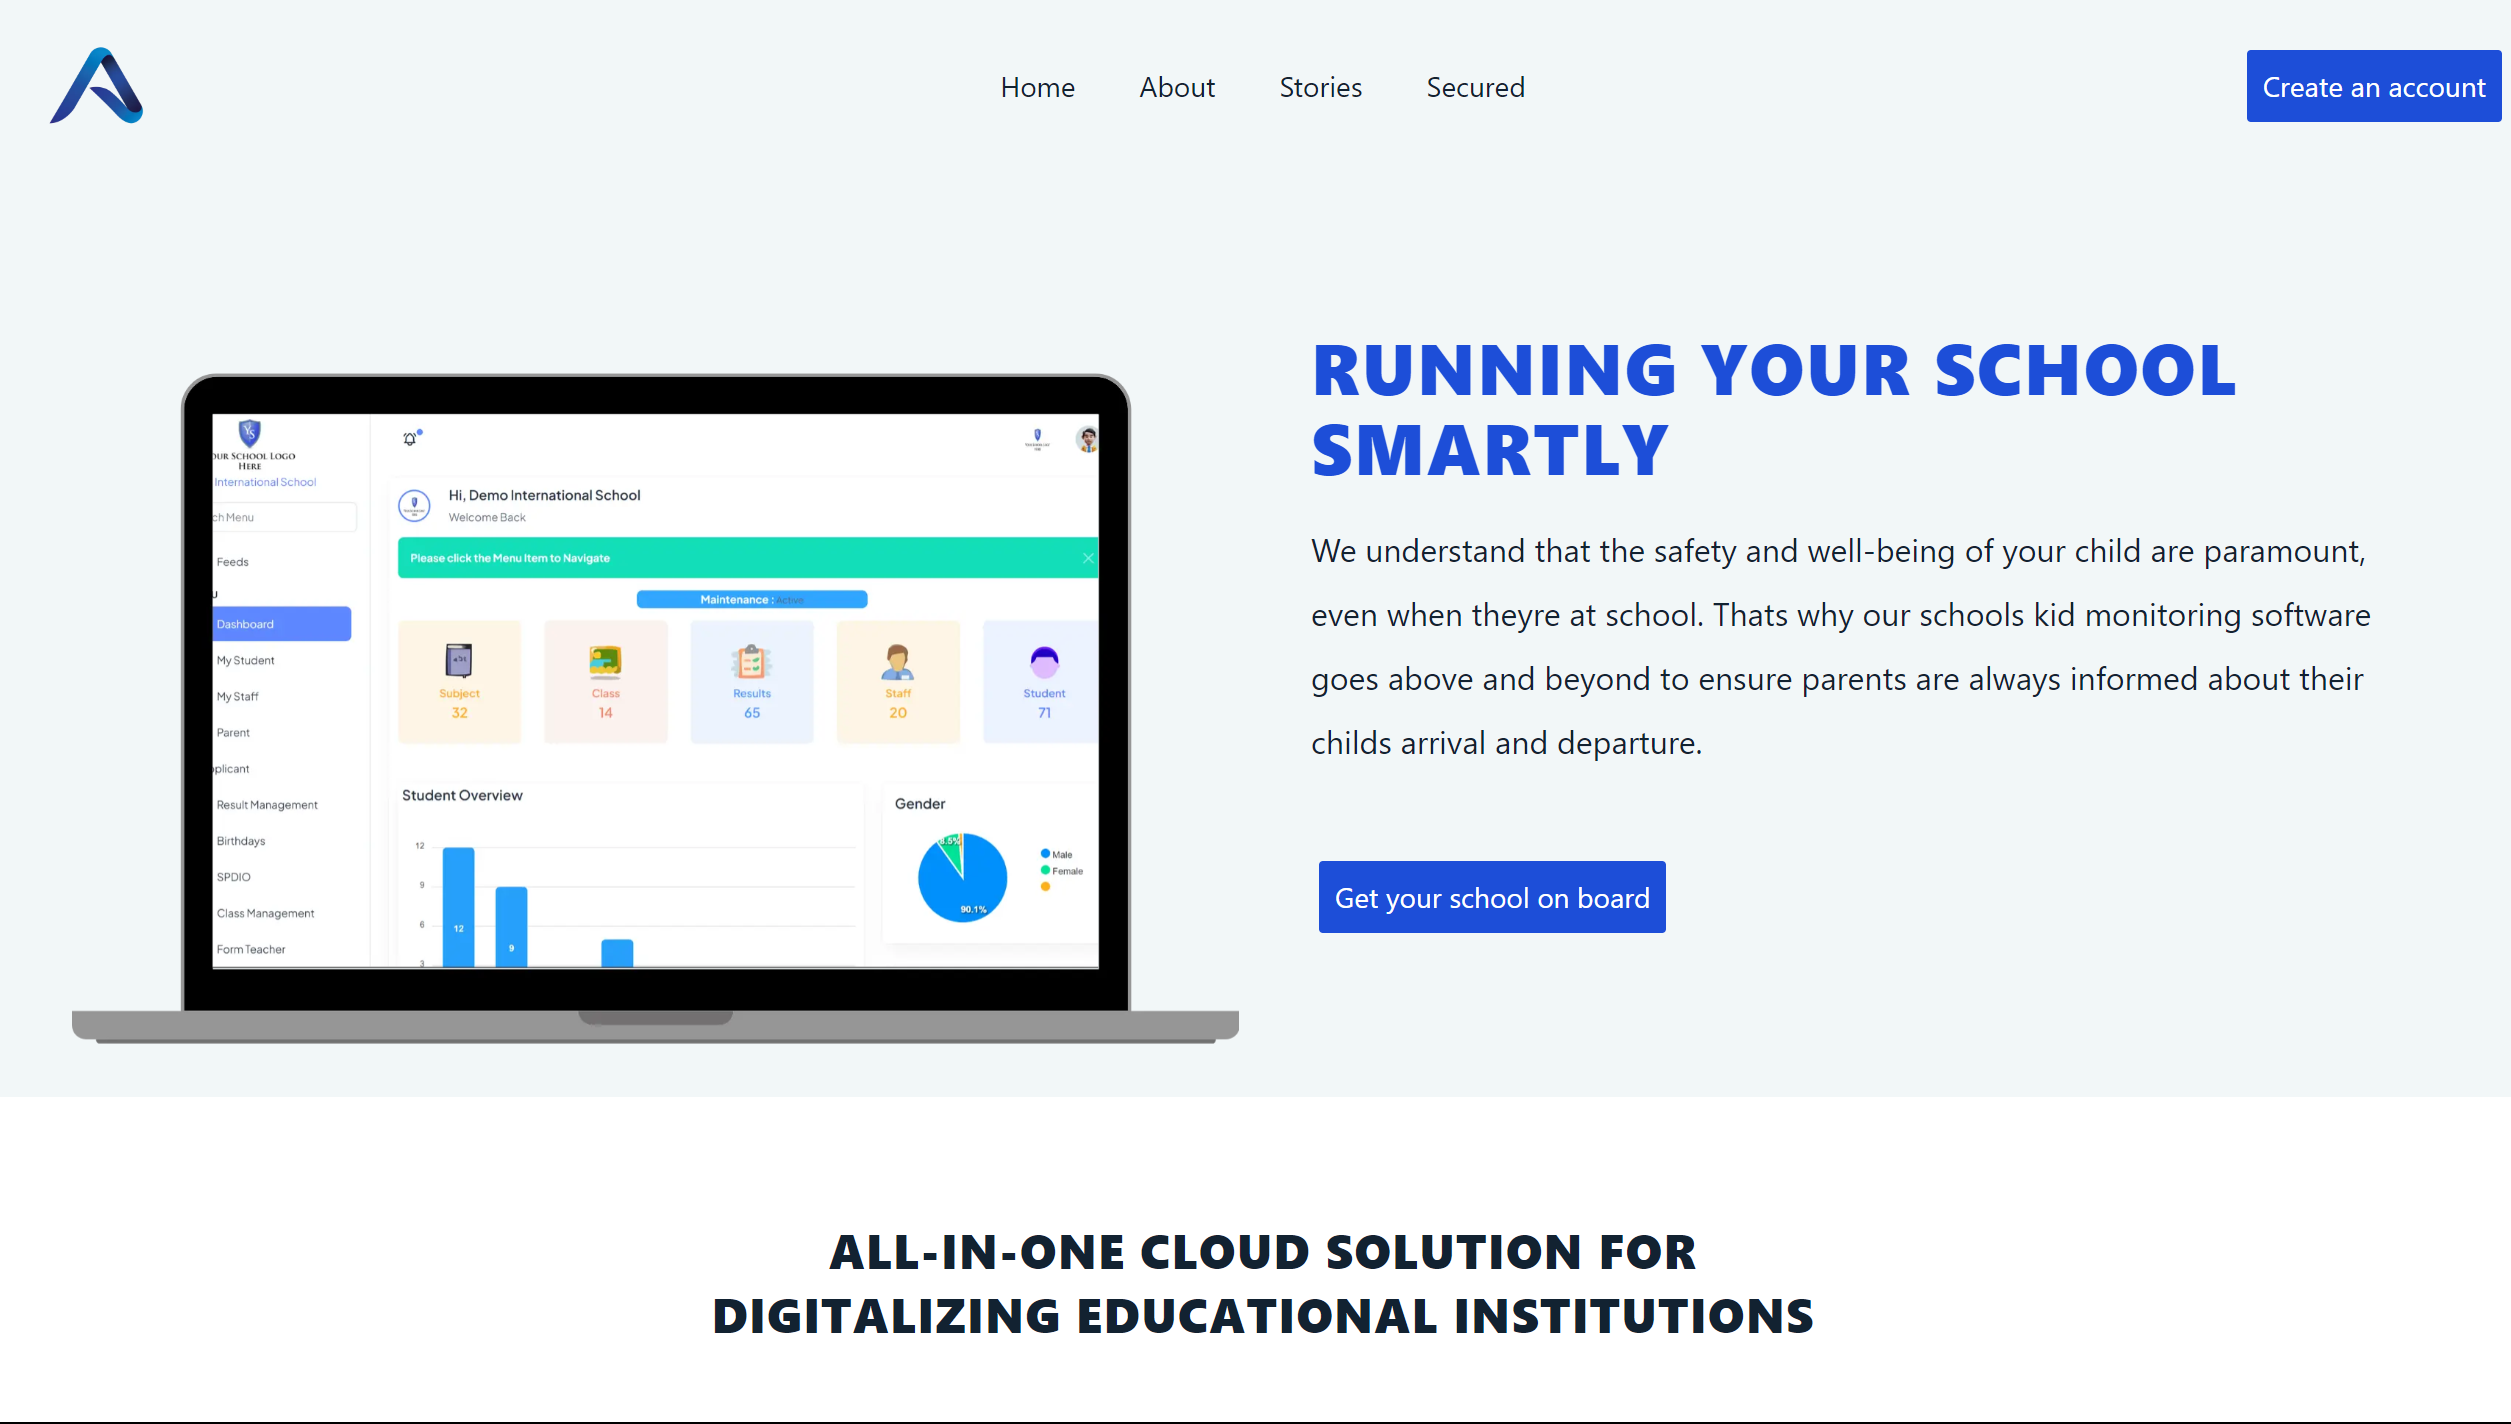 Home About Stories Secured
Create an account
RUNNING YOUR SCHOOL
SMARTLY
We understand that the safety and well-being of your child are paramount,
even when theyre at school. Thats why our schools kid monitoring software
goes above and beyond to ensure parents are always informed about their
childs arrival and departure.
Get your school on board
OUR SCHOOL LOGO
HERE
International School
ch Menu
Feeds
U
Dashboard
My Student
My Staff
Parent
plicant
Result Management
Birthdays
SPDIO
Class Management
Form Teacher
Hi, Demo International School
Welcome Back
Please click the Menu Item to Navigate
Maintenance : Active
Subject
32
Class
14
Results
65
Staff
20
Student
71
Student Overview
12
9
6
3
12
9
Gender
8.5%
90.1%
Male
Female
ALL-IN-ONE CLOUD SOLUTION FOR
DIGITALIZING EDUCATIONAL INSTITUTIONS